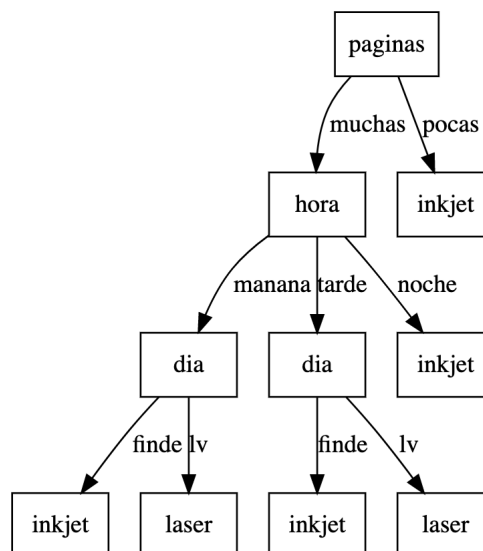 paginas
muchas pocas
hora inkjet
manana tarde noche
dia dia inkjet
finde lv finde lv
inkjet laser inkjet laser